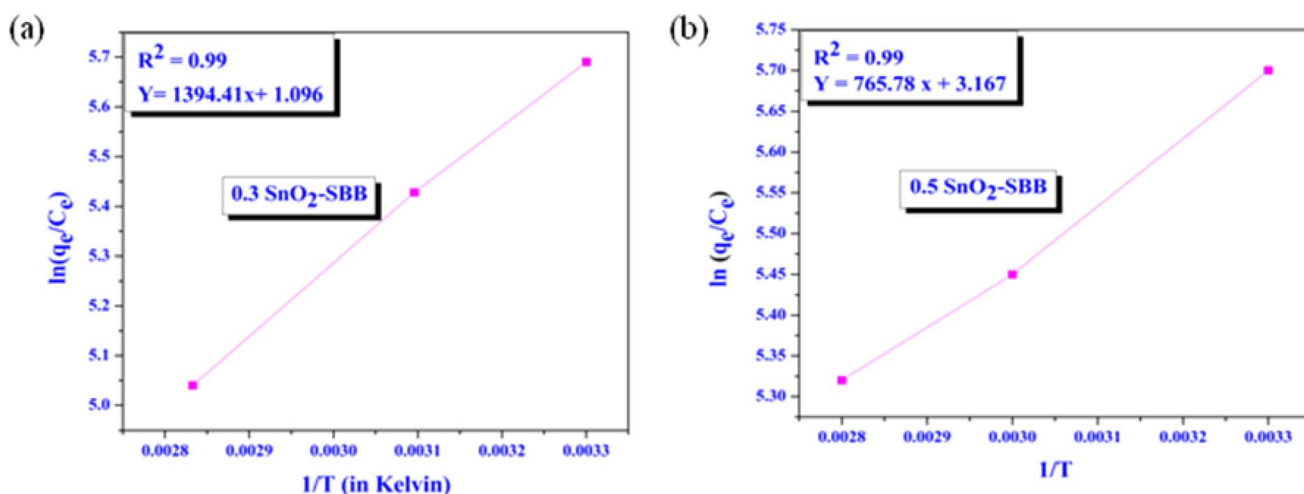 (a)
R² = 0.99
Y= 1394.41x+ 1.096
0.3 SnO₂-SBB
ln(qₑ/Cₑ)
5.7
5.6
5.5
5.4
5.3
5.2
5.1
5.0
0.0028 0.0029 0.0030 0.0031 0.0032 0.0033
1/T (in Kelvin)
(b)
R² = 0.99
Y = 765.78 x + 3.167
0.5 SnO₂-SBB
ln (qₑ/Cₑ)
5.75
5.70
5.65
5.60
5.55
5.50
5.45
5.40
5.35
5.30
0.0028 0.0029 0.0030 0.0031 0.0032 0.0033
1/T